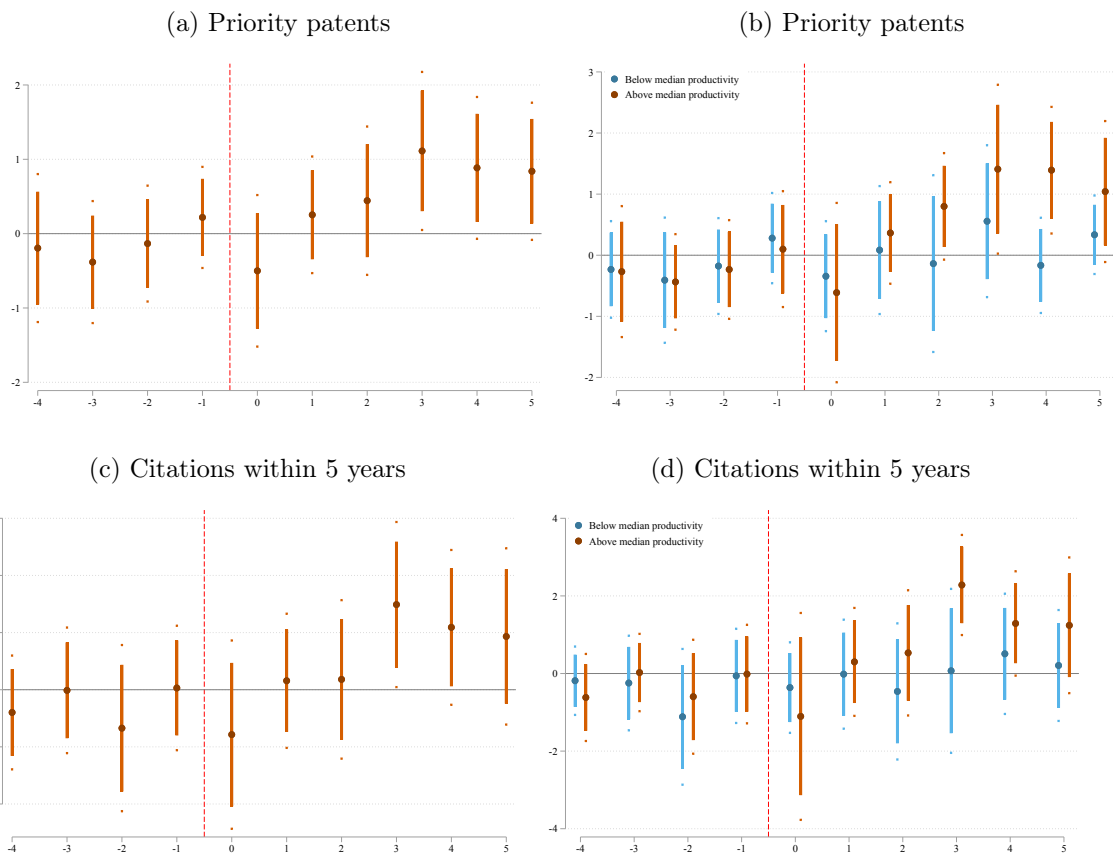 (a) Priority patents
2
1
0
-1
-2
-4 -3 -2 -1 0 1 2 3 4 5
(b) Priority patents
Below median productivity
Above median productivity
3
2
1
0
-1
-2
-4 -3 -2 -1 0 1 2 3 4 5
(c) Citations within 5 years
-4 -3 -2 -1 0 1 2 3 4 5
(d) Citations within 5 years
Below median productivity
Above median productivity
4
2
0
-2
-4
-4 -3 -2 -1 0 1 2 3 4 5